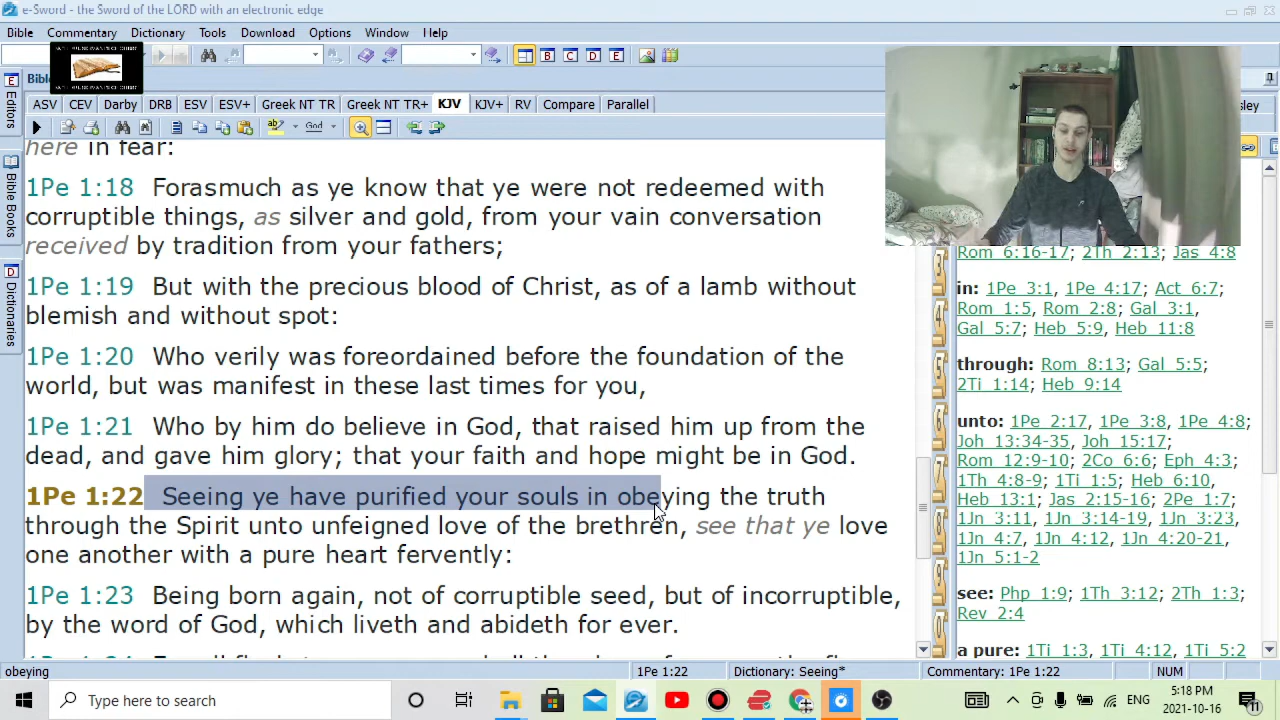 e-Sword - the Sword of the LORD with an electronic edge
Bible Commentary Dictionary Tools Download Options Window Help
Bib
ASV CEV Darby DRB ESV ESV+ Greek NT TR Greek NT TR+ KJV KJV+ RV Compare Parallel
sley
God
Editors
Bible Books
Dictionaries
here in fear:
1Pe 1:18 Forasmuch as ye know that ye were not redeemed with
corruptible things, as silver and gold, from your vain conversation
received by tradition from your fathers;
1Pe 1:19 But with the precious blood of Christ, as of a lamb without
blemish and without spot:
1Pe 1:20 Who verily was foreordained before the foundation of the
world, but was manifest in these last times for you,
1Pe 1:21 Who by him do believe in God, that raised him up from the
dead, and gave him glory; that your faith and hope might be in God.
1Pe 1:22 Seeing ye have purified your souls in obeying the truth
through the Spirit unto unfeigned love of the brethren, see that ye love
one another with a pure heart fervently:
1Pe 1:23 Being born again, not of corruptible seed, but of incorruptible,
by the word of God, which liveth and abideth for ever.
3
4
5
6
7
8
9
0
Rom 6:16-17; 2Th 2:13; Jas 4:8
in: 1Pe 3:1, 1Pe 4:17; Act 6:7;
Rom 1:5, Rom 2:8; Gal 3:1,
Gal 5:7; Heb 5:9, Heb 11:8
through: Rom 8:13; Gal 5:5;
2Ti 1:14; Heb 9:14
unto: 1Pe 2:17, 1Pe 3:8, 1Pe 4:8;
Joh 13:34-35, Joh 15:17;
Rom 12:9-10; 2Co 6:6; Eph 4:3;
1Th 4:8-9; 1Ti 1:5; Heb 6:10,
Heb 13:1; Jas 2:15-16; 2Pe 1:7;
1Jn 3:11, 1Jn 3:14-19, 1Jn 3:23,
1Jn 4:7, 1Jn 4:12, 1Jn 4:20-21,
1Jn 5:1-2
see: Php 1:9; 1Th 3:12; 2Th 1:3;
Rev 2:4
a pure: 1Ti 1:3, 1Ti 4:12, 1Ti 5:2
obeying 1Pe 1:22 Dictionary: Seeing* Commentary: 1Pe 1:22 NUM
Type here to search
ENG
5:18 PM
2021-10-16
11